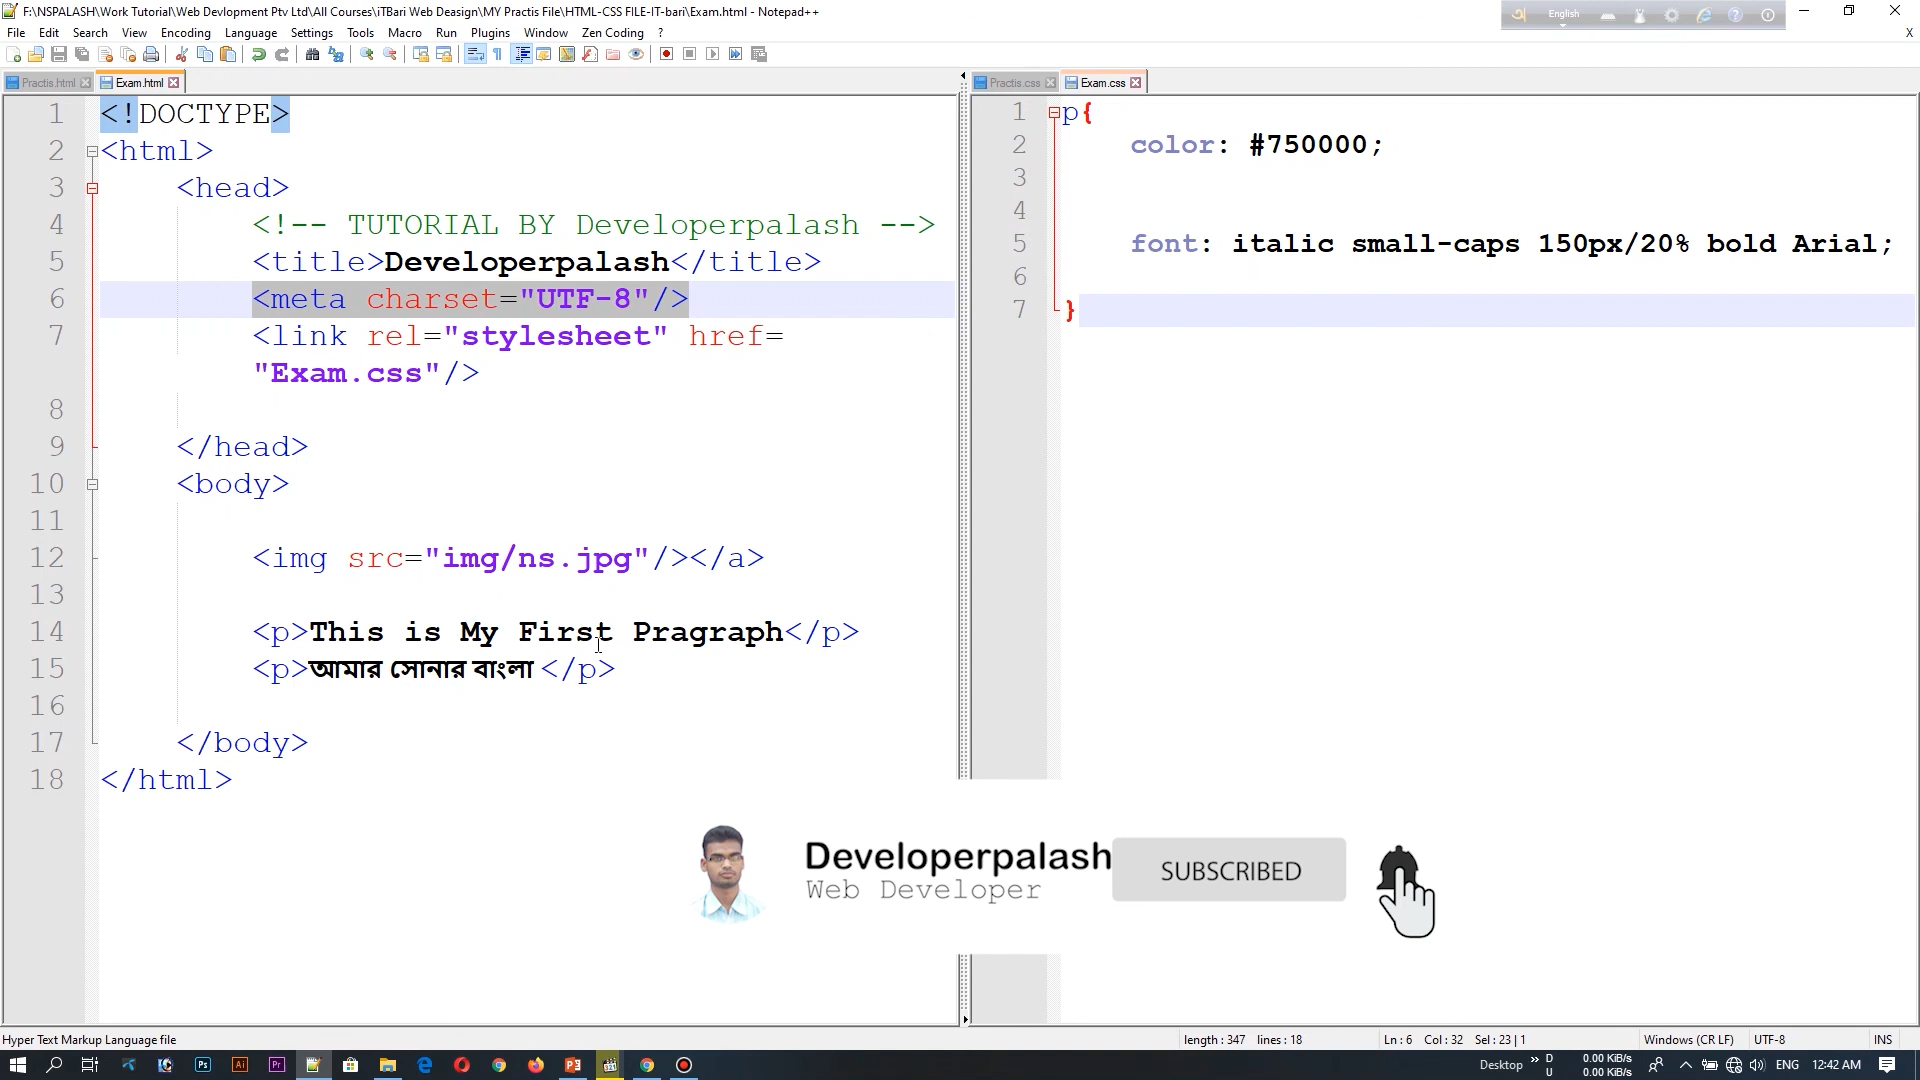 F:\NSPALASH\Work Tutorial\Web Devlopment Ptv Ltd\All Courses\iTBari Web Deasign\MY Practis File\HTML-CSS FILE-IT-bari\Exam.html - Notepad++
English
File Edit Search View Encoding Language Settings Tools Macro Run Plugins Window Zen Coding ? X
Practis.html Exam.html
1 <!DOCTYPE>
2 <html>
3 <head>
4 <!-- TUTORIAL BY Developerpalash -->
5 <title>Developerpalash</title>
6 <meta charset="UTF-8"/>
7 <link rel="stylesheet" href=
"Exam.css"/>
8
9 </head>
10 <body>
11
12 <img src="img/ns.jpg"/></a>
13
14 <p>This is My First Pragraph</p>
15 <p>আমার সোনার বাংলা </p>
16
17 </body>
18 </html>
Practis.css Exam.css
1 p{
2 color: #750000;
3
4
5 font: italic small-caps 150px/20% bold Arial;
6
7 }
Developerpalash
Web Developer
SUBSCRIBED
Hyper Text Markup Language file length : 347 lines : 18 Ln : 6 Col : 32 Sel : 23 | 1 Windows (CR LF) UTF-8 INS
Desktop D 0.00 KiB/s
U 0.00 KiB/s
ENG 12:42 AM